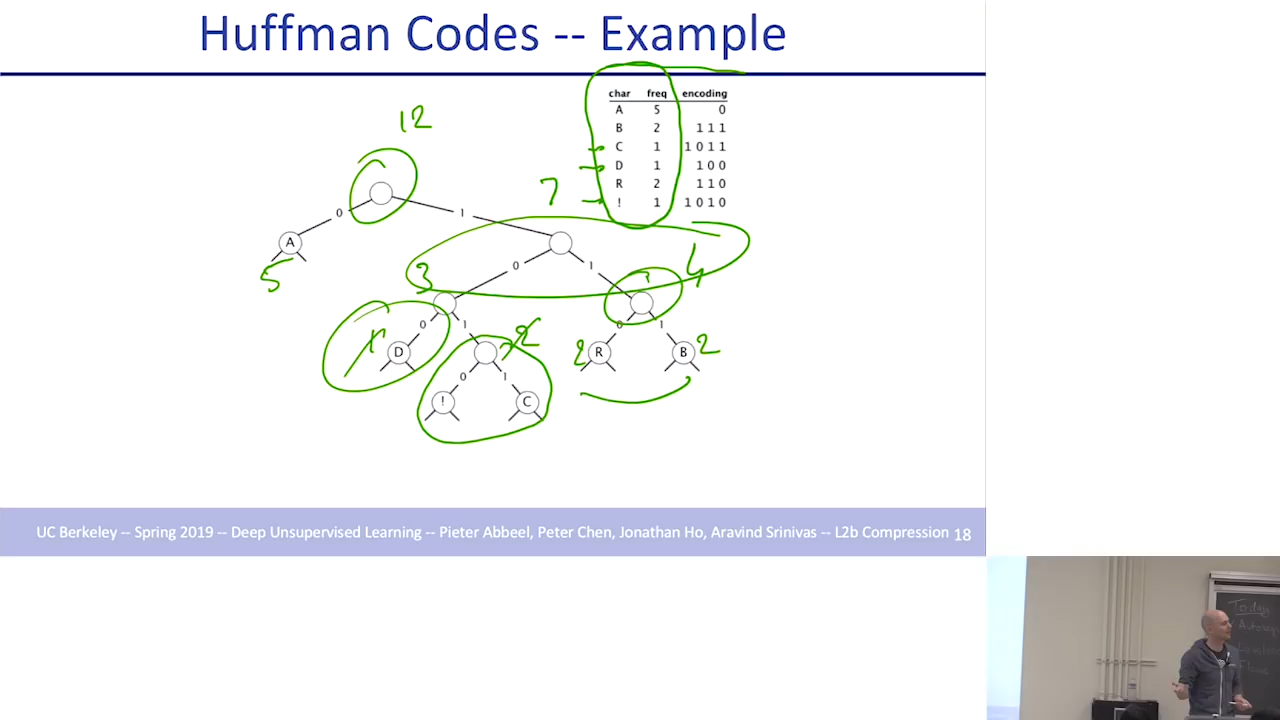 Huffman Codes -- Example
12
char freq encoding
A 5 0
B 2 1 1 1
C 1 1 0 1 1
D 1 1 0 0
R 2 1 1 0
! 1 1 0 1 0
7
0 1
A
5
3 0 1 4
0 1 0 1
1 D 2 2 R B 2
0 1
! C
UC Berkeley -- Spring 2019 -- Deep Unsupervised Learning -- Pieter Abbeel, Peter Chen, Jonathan Ho, Aravind Srinivas -- L2b Compression 18
Today